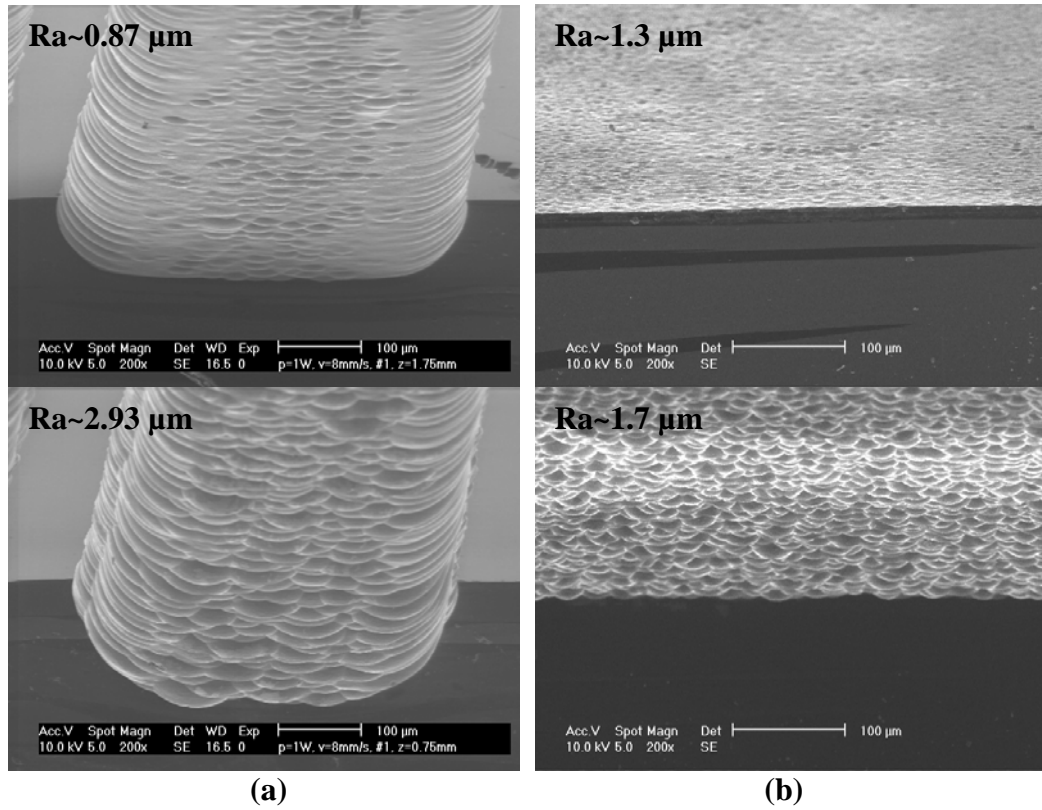 Ra~0.87 µm
Acc.V Spot Magn Det WD Exp 100 µm
10.0 kV 5.0 200x SE 16.5 0 p=1W, v=8mm/s, #1, z=1.75mm
Ra~1.3 µm
Acc.V Spot Magn Det 100 µm
10.0 kV 5.0 200x SE
Ra~2.93 µm
Acc.V Spot Magn Det WD Exp 100 µm
10.0 kV 5.0 200x SE 16.5 0 p=1W, v=8mm/s, #1, z=0.75mm
Ra~1.7 µm
Acc.V Spot Magn Det 100 µm
10.0 kV 5.0 200x SE
(a)
(b)